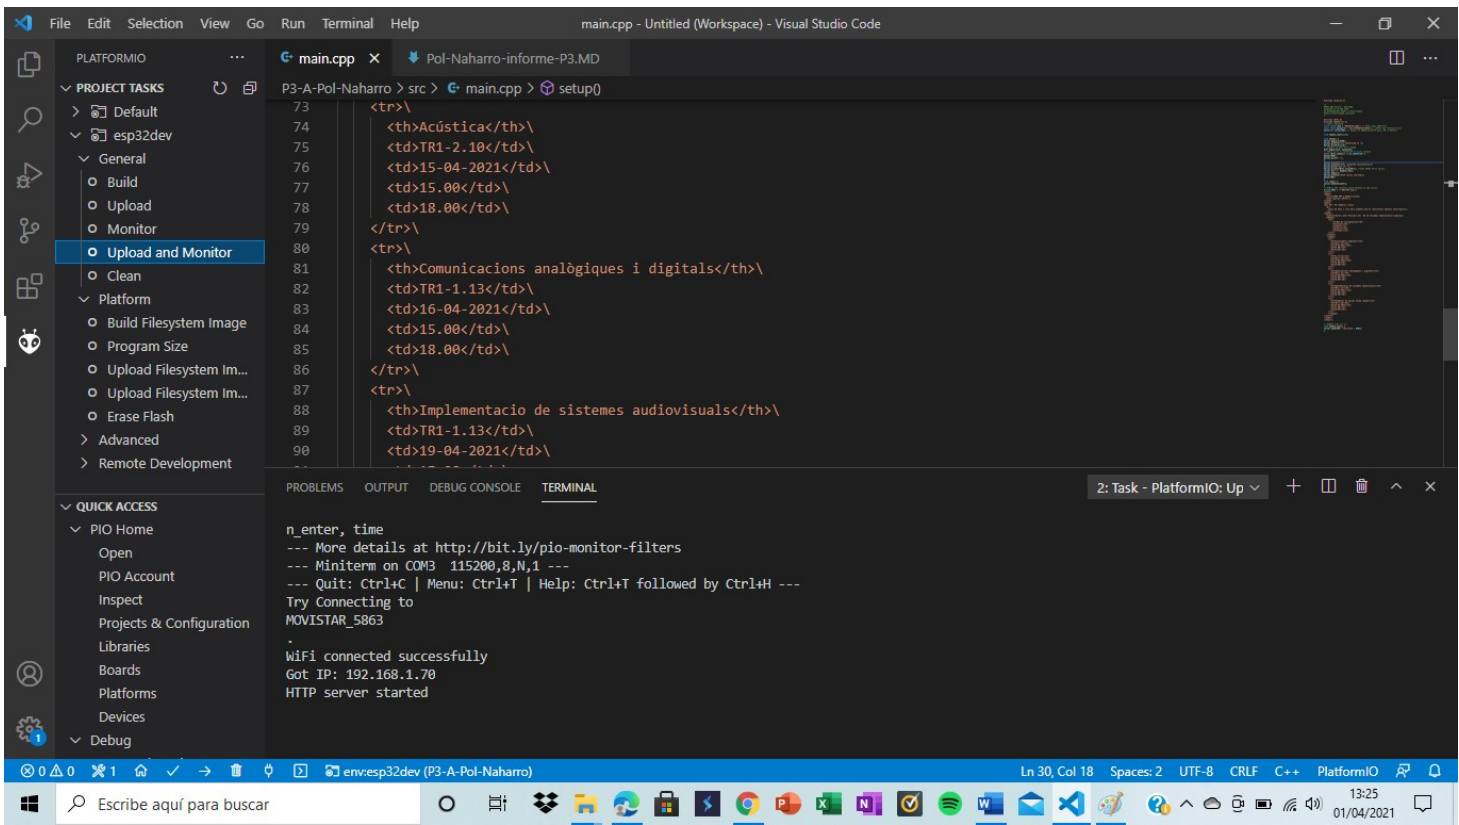 File Edit Selection View Go Run Terminal Help main.cpp - Untitled (Workspace) - Visual Studio Code
PLATFORMIO ···
PROJECT TASKS
Default
esp32dev
General
Build
Upload
Monitor
Upload and Monitor
Clean
Platform
Build Filesystem Image
Program Size
Upload Filesystem Im...
Upload Filesystem Im...
Erase Flash
Advanced
Remote Development
QUICK ACCESS
PIO Home
Open
PIO Account
Inspect
Projects & Configuration
Libraries
Boards
Platforms
Devices
Debug
main.cpp Pol-Naharro-informe-P3.MD
P3-A-Pol-Naharro > src > main.cpp > setup()
73 <tr>\
74 <th>Acústica</th>\
75 <td>TR1-2.10</td>\
76 <td>15-04-2021</td>\
77 <td>15.00</td>\
78 <td>18.00</td>\
79 </tr>\
80 <tr>\
81 <th>Comunicacions analògiques i digitals</th>\
82 <td>TR1-1.13</td>\
83 <td>16-04-2021</td>\
84 <td>15.00</td>\
85 <td>18.00</td>\
86 </tr>\
87 <tr>\
88 <th>Implementacio de sistemes audiovisuals</th>\
89 <td>TR1-1.13</td>\
90 <td>19-04-2021</td>\
PROBLEMS OUTPUT DEBUG CONSOLE TERMINAL 2: Task - PlatformIO: Up
n_enter, time
--- More details at http://bit.ly/pio-monitor-filters
--- Miniterm on COM3 115200,8,N,1 ---
--- Quit: Ctrl+C | Menu: Ctrl+T | Help: Ctrl+T followed by Ctrl+H ---
Try Connecting to
MOVISTAR_5863
.
WiFi connected successfully
Got IP: 192.168.1.70
HTTP server started
0 0 1 env:esp32dev (P3-A-Pol-Naharro) Ln 30, Col 18 Spaces: 2 UTF-8 CRLF C++ PlatformIO
Escribe aquí para buscar
13:25
01/04/2021